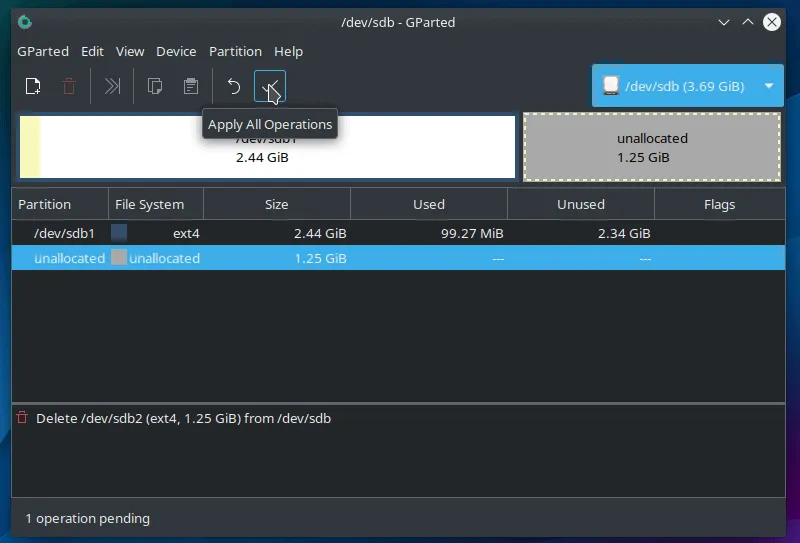 /dev/sdb - GParted
GParted Edit View Device Partition Help
/dev/sdb (3.69 GiB)
Apply All Operations
/dev/sdb1
2.44 GiB
unallocated
1.25 GiB
Partition File System Size Used Unused Flags
/dev/sdb1 ext4 2.44 GiB 99.27 MiB 2.34 GiB
unallocated unallocated 1.25 GiB --- ---
Delete /dev/sdb2 (ext4, 1.25 GiB) from /dev/sdb
1 operation pending